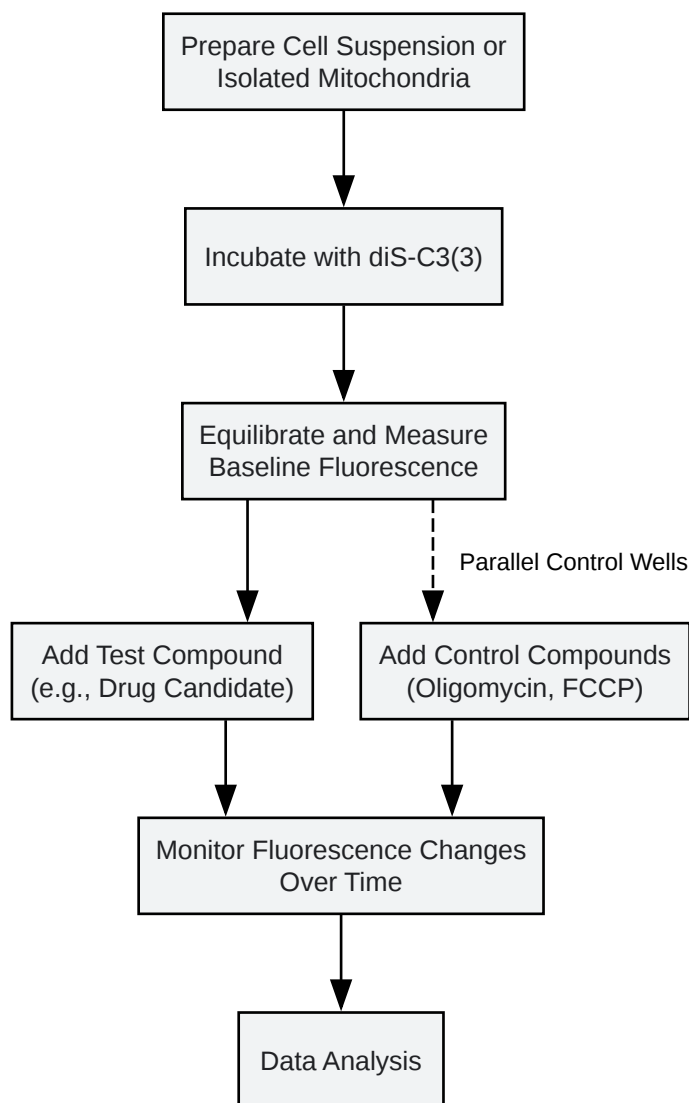 Prepare Cell Suspension or
Isolated Mitochondria
Incubate with diS-C3(3)
Equilibrate and Measure
Baseline Fluorescence
Parallel Control Wells
Add Test Compound
(e.g., Drug Candidate)
Add Control Compounds
(Oligomycin, FCCP)
Monitor Fluorescence Changes
Over Time
Data Analysis